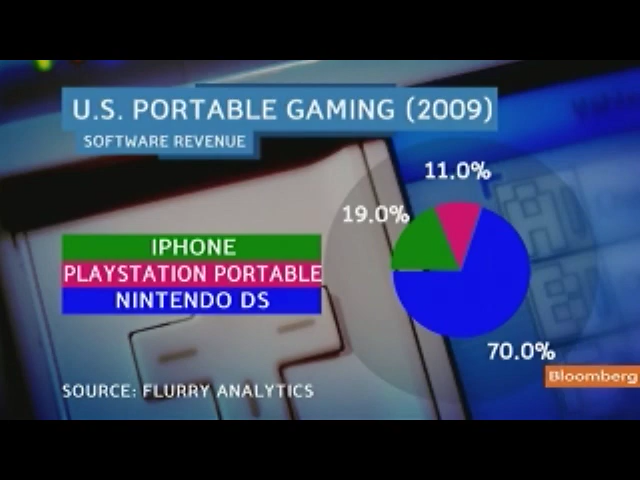 U.S. PORTABLE GAMING (2009)
SOFTWARE REVENUE
11.0%
19.0%
IPHONE
PLAYSTATION PORTABLE
NINTENDO DS
70.0%
Bloomberg
SOURCE: FLURRY ANALYTICS